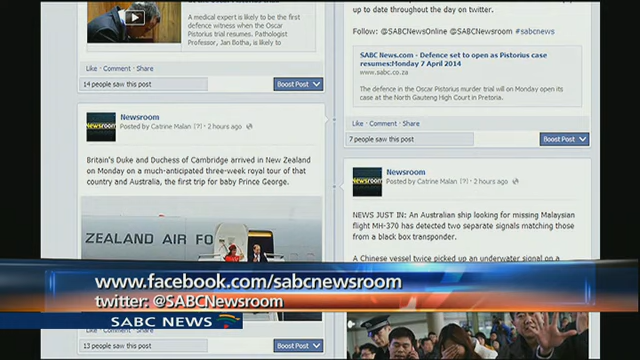 A medical expert is likely to be the first
defence witness when the Oscar
Pistorius trial resumes. Pathologist
Professor, Jan Botha, is likely to
Like · Comment · Share
14 people saw this post
Boost Post
Newsroom
Posted by Catrine Malan [?] · 2 hours ago
Britain's Duke and Duchess of Cambridge arrived in New Zealand
on Monday on a much-anticipated three-week royal tour of that
country and Australia, the first trip for baby Prince George.
ZEALAND AIR FO
Like · Comment · Share
13 people saw this post
Boost Post
up to date throughout the day on twitter.
Follow: @SABCNewsOnline @SABCNewsroom #sabcnews
SABC News.com - Defence set to open as Pistorius case
resumes:Monday 7 April 2014
www.sabc.co.za
The defence in the Oscar Pistorius murder trial will on Monday open its
case at the North Gauteng High Court in Pretoria.
Like · Comment · Share
7 people saw this post
Boost Post
Newsroom
Newsroom
Posted by Catrine Malan [?] · 2 hours ago
NEWS JUST IN: An Australian ship looking for missing Malaysian
flight MH-370 has detected two separate signals matching those
from a black box transponder.
A Chinese vessel twice picked up an underwater signal on a
www.facebook.com/sabcnewsroom
twitter: @SABCNewsroom
SABC NEWS